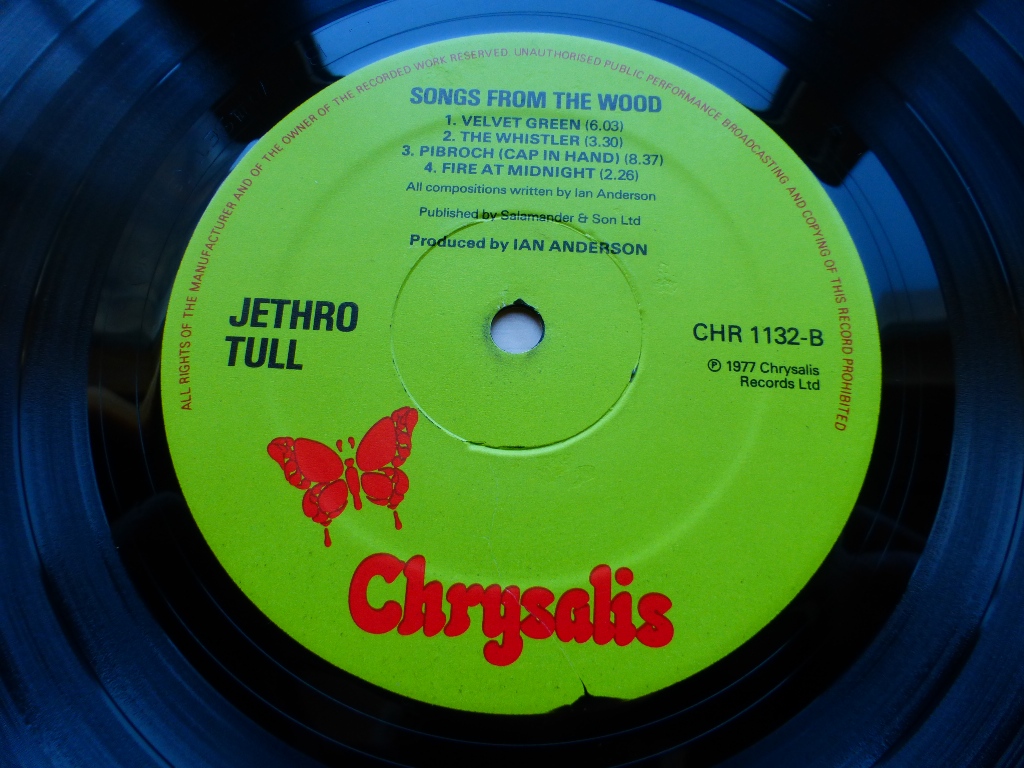 ALL RIGHTS OF THE MANUFACTURER AND OF THE OWNER OF THE RECORDED WORK RESERVED UNAUTHORISED PUBLIC PERFORMANCE BROADCASTING AND COPYING OF THIS RECORD PROHIBITED
SONGS FROM THE WOOD
1. VELVET GREEN (6.03)
2. THE WHISTLER (3.30)
3. PIBROCH (CAP IN HAND) (8.37)
4. FIRE AT MIDNIGHT (2.26)
All compositions written by Ian Anderson
Published by Salamander & Son Ltd
Produced by IAN ANDERSON
JETHRO
TULL
CHR 1132-B
℗ 1977 Chrysalis
Records Ltd
Chrysalis